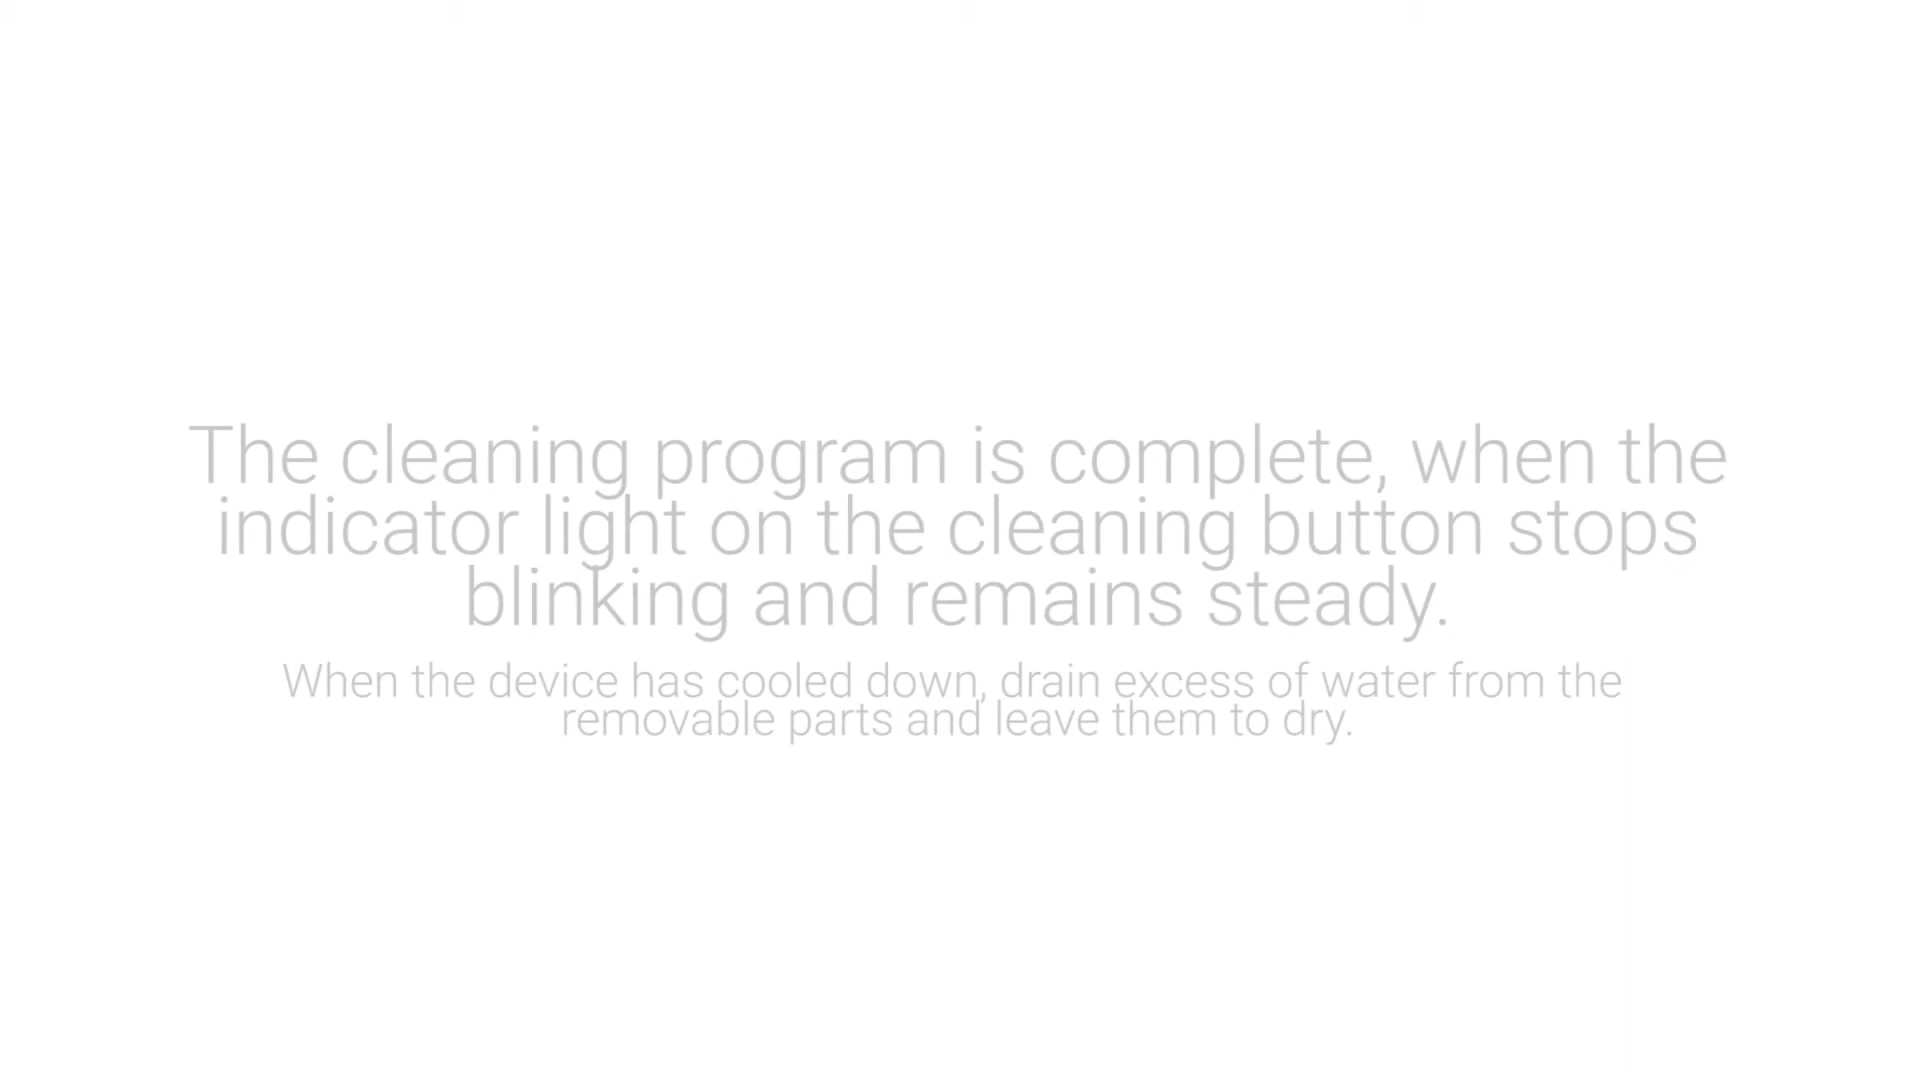 The cleaning program is complete, when the
indicator light on the cleaning button stops
blinking and remains steady.
When the device has cooled down, drain excess of water from the
removable parts and leave them to dry.